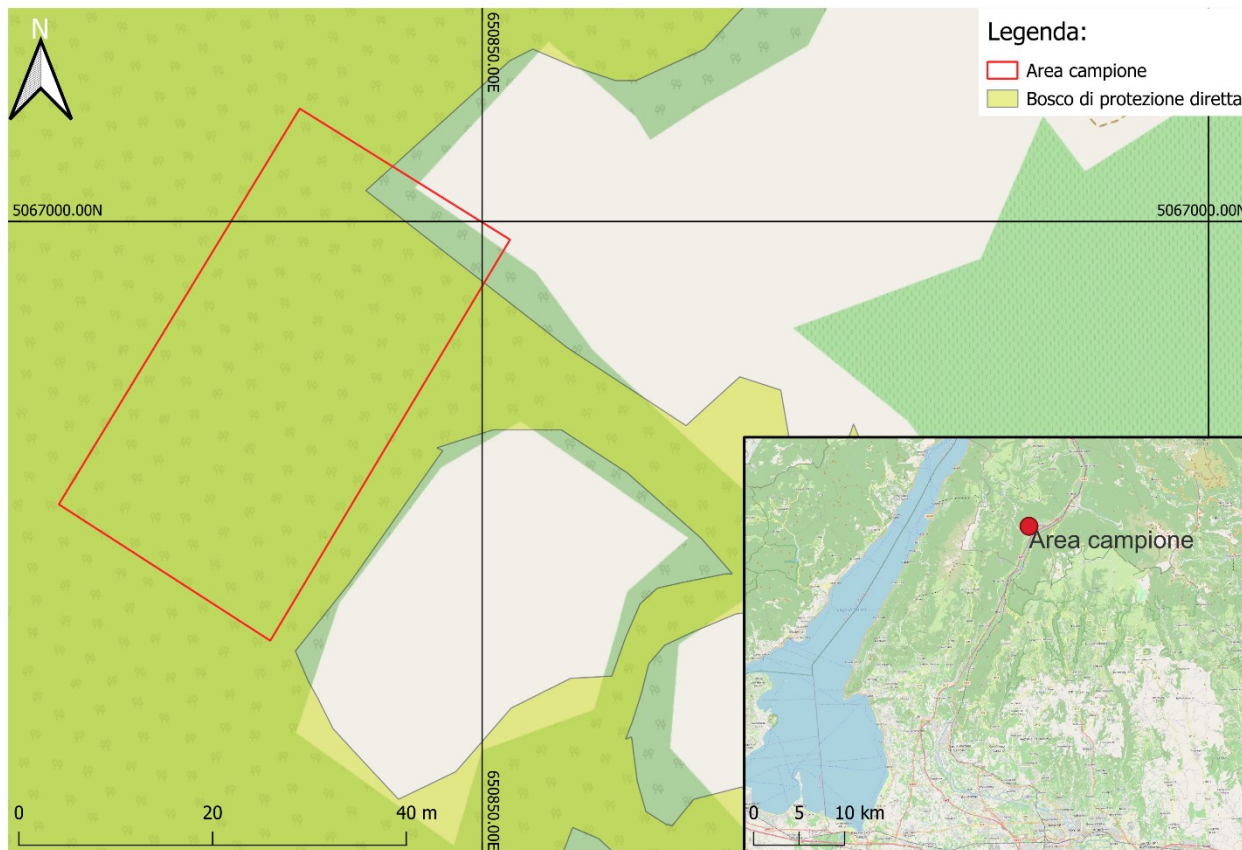 N
650850.00E
Legenda:
Area campione
Bosco di protezione diretta
5067000.00N
5067000.00N
Area campione
0 20 40 m
650850.00E
0 5 10 km